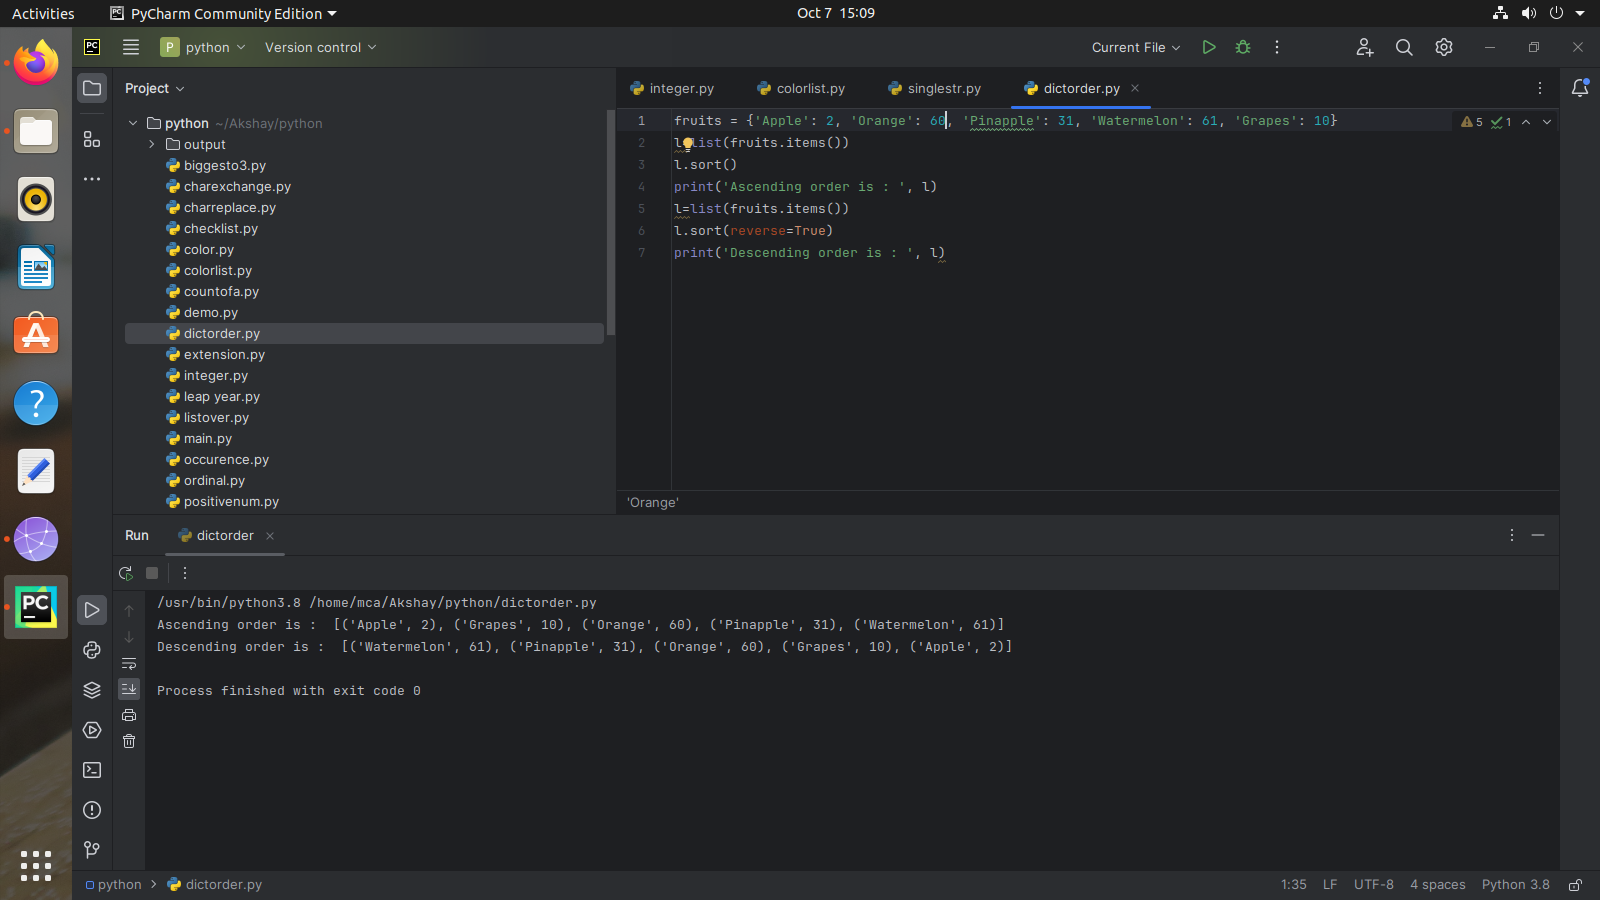 Activities
PyCharm Community Edition
Oct 7 15:09
PC
P python
Version control
Current File
Project
integer.py
colorlist.py
singlestr.py
dictorder.py
python ~/Akshay/python
output
biggesto3.py
charexchange.py
charreplace.py
checklist.py
color.py
colorlist.py
countofa.py
demo.py
dictorder.py
extension.py
integer.py
leap year.py
listover.py
main.py
occurence.py
ordinal.py
positivenum.py
1 fruits = {'Apple': 2, 'Orange': 60, 'Pinapple': 31, 'Watermelon': 61, 'Grapes': 10}
5 1
2 l list(fruits.items())
3 l.sort()
4 print('Ascending order is : ', l)
5 l=list(fruits.items())
6 l.sort(reverse=True)
7 print('Descending order is : ', l)
'Orange'
Run
dictorder
/usr/bin/python3.8 /home/mca/Akshay/python/dictorder.py
Ascending order is :  [('Apple', 2), ('Grapes', 10), ('Orange', 60), ('Pinapple', 31), ('Watermelon', 61)]
Descending order is :  [('Watermelon', 61), ('Pinapple', 31), ('Orange', 60), ('Grapes', 10), ('Apple', 2)]
Process finished with exit code 0
PC
python > dictorder.py
1:35 LF UTF-8 4 spaces Python 3.8